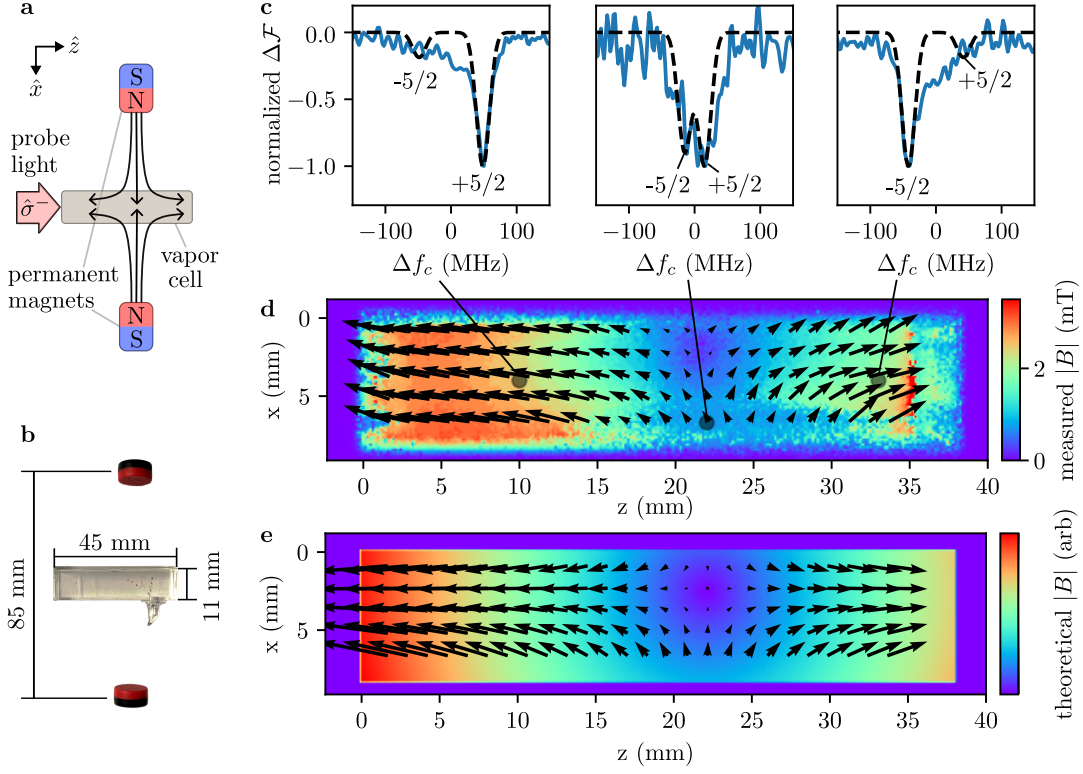 a
ẑ
x̂
S
N
probe
light
σ̂⁻
permanent
magnets
vapor
cell
N
S
b
45 mm
85 mm
11 mm
c
normalized Δℱ
0.0
−0.5
−1.0
-5/2
+5/2
−100 0 100
Δf_c (MHz)
-5/2 +5/2
−100 0 100
Δf_c (MHz)
+5/2
-5/2
−100 0 100
Δf_c (MHz)
d
x (mm)
0
5
0 5 10 15 20 25 30 35 40
z (mm)
2
0
measured |B| (mT)
e
x (mm)
0
5
0 5 10 15 20 25 30 35 40
z (mm)
theoretical |B| (arb)